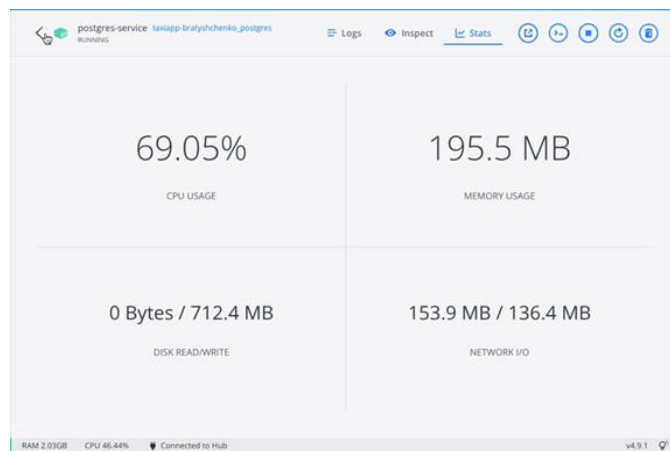 postgres-service taxiapp-bratyshchenko_postgres
RUNNING
Logs
Inspect
Stats
69.05%
CPU USAGE
195.5 MB
MEMORY USAGE
0 Bytes / 712.4 MB
DISK READ/WRITE
153.9 MB / 136.4 MB
NETWORK I/O
RAM 2.03GB CPU 46.44% Connected to Hub v4.9.1